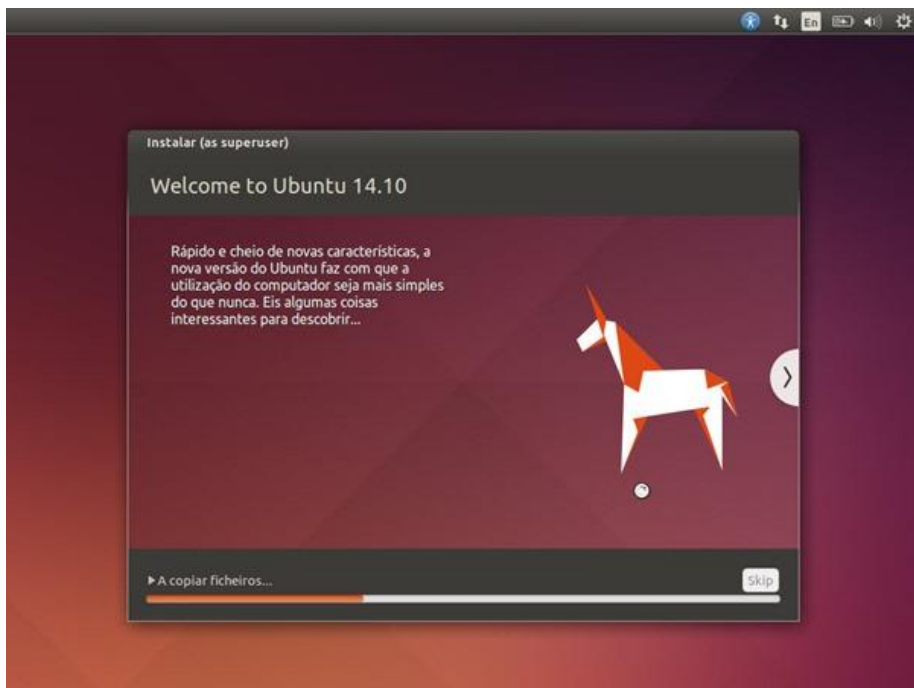 En
Instalar (as superuser)
Welcome to Ubuntu 14.10
Rápido e cheio de novas características, a
nova versão do Ubuntu faz com que a
utilização do computador seja mais simples
do que nunca. Eis algumas coisas
interessantes para descobrir...
A copiar ficheiros...
Skip